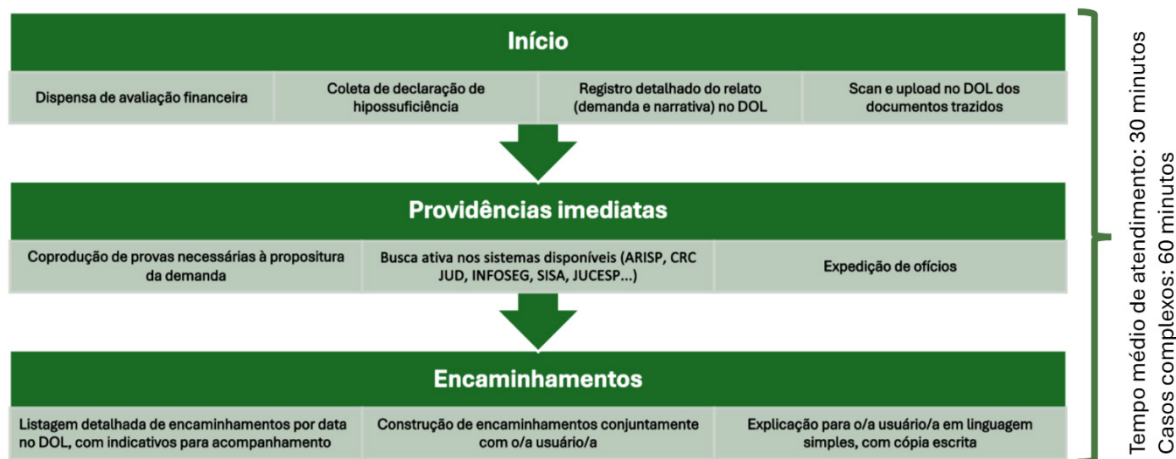 Início
Dispensa de avaliação financeira
Coleta de declaração de
hipossuficiência
Registro detalhado do relato
(demanda e narrativa) no DOL
Scan e upload no DOL dos
documentos trazidos
Providências imediatas
Coprodução de provas necessárias à propositura
da demanda
Busca ativa nos sistemas disponíveis (ARISP, CRC
JUD, INFOSEG, SISA, JUCESP...)
Expedição de ofícios
Encaminhamentos
Listagem detalhada de encaminhamentos por data
no DOL, com indicativos para acompanhamento
Construção de encaminhamentos conjuntamente
com o/a usuário/a
Explicação para o/a usuário/a em linguagem
simples, com cópia escrita
Tempo médio de atendimento: 30 minutos
Casos complexos: 60 minutos